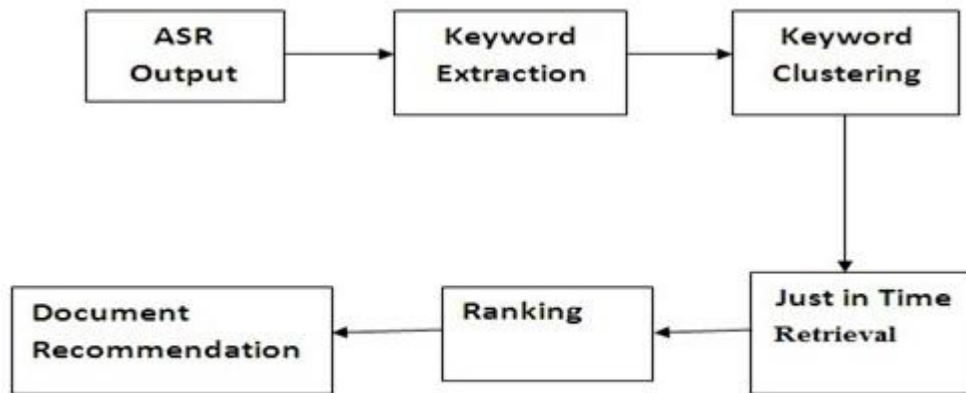 ASR
Output
Keyword
Extraction
Keyword
Clustering
Just in Time
Retrieval
Ranking
Document
Recommendation